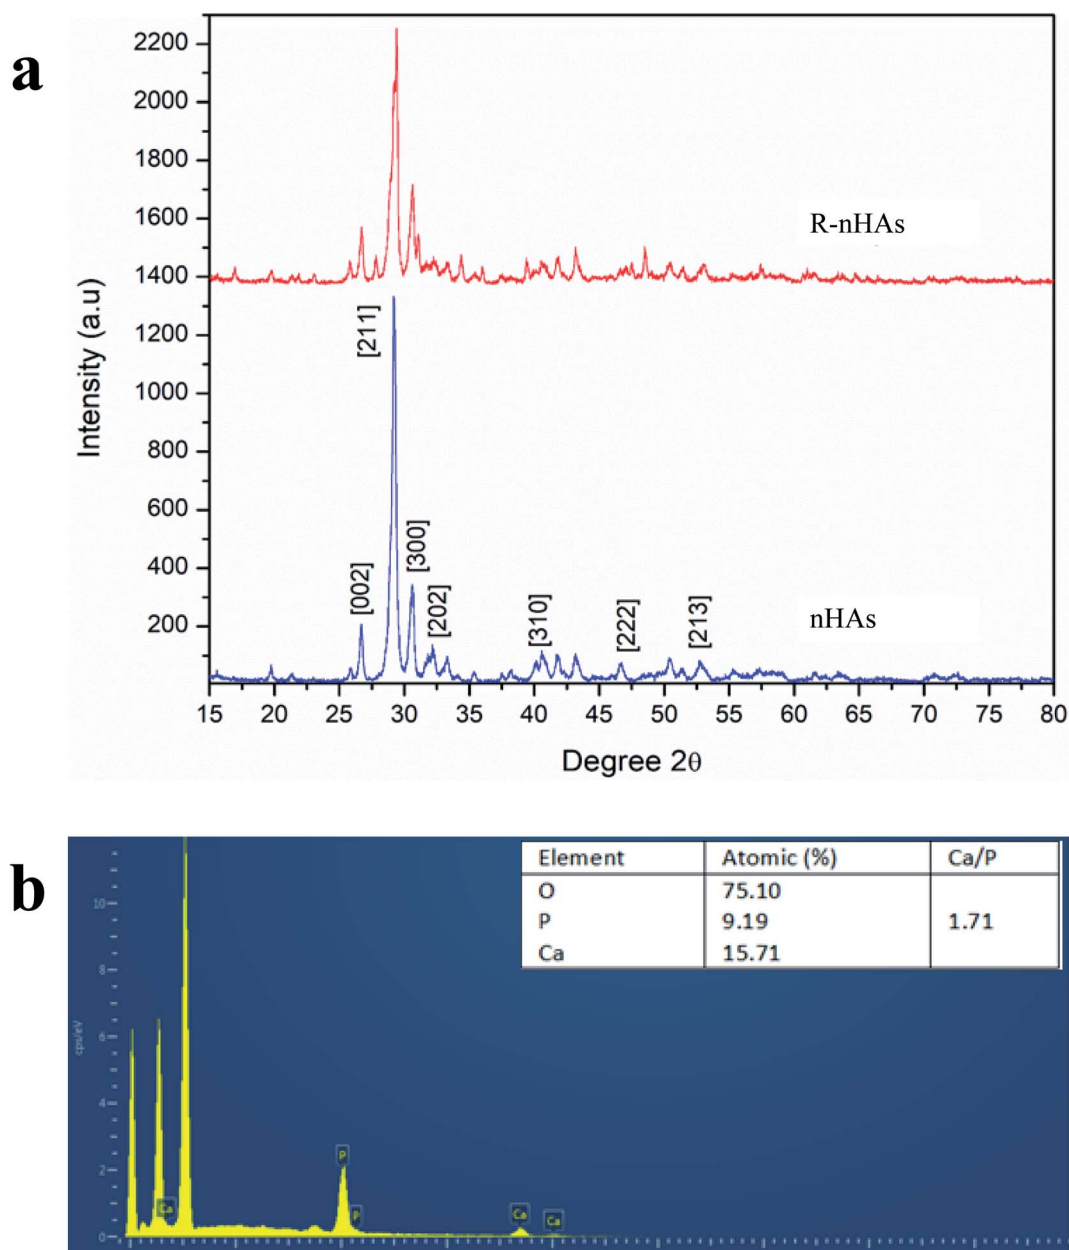 a
2200
2000
1800
1600
1400
1200
1000
800
600
400
200
Intensity (a.u)
R-nHAs
[211]
[002]
[300]
[202]
[310]
[222]
[213]
nHAs
15 20 25 30 35 40 45 50 55 60 65 70 75 80
Degree 2θ
b
Element Atomic (%) Ca/P
O 75.10
P 9.19 1.71
Ca 15.71
cps/eV
10
8
6
4
2
0
Ca
P
P
Ca
Ca